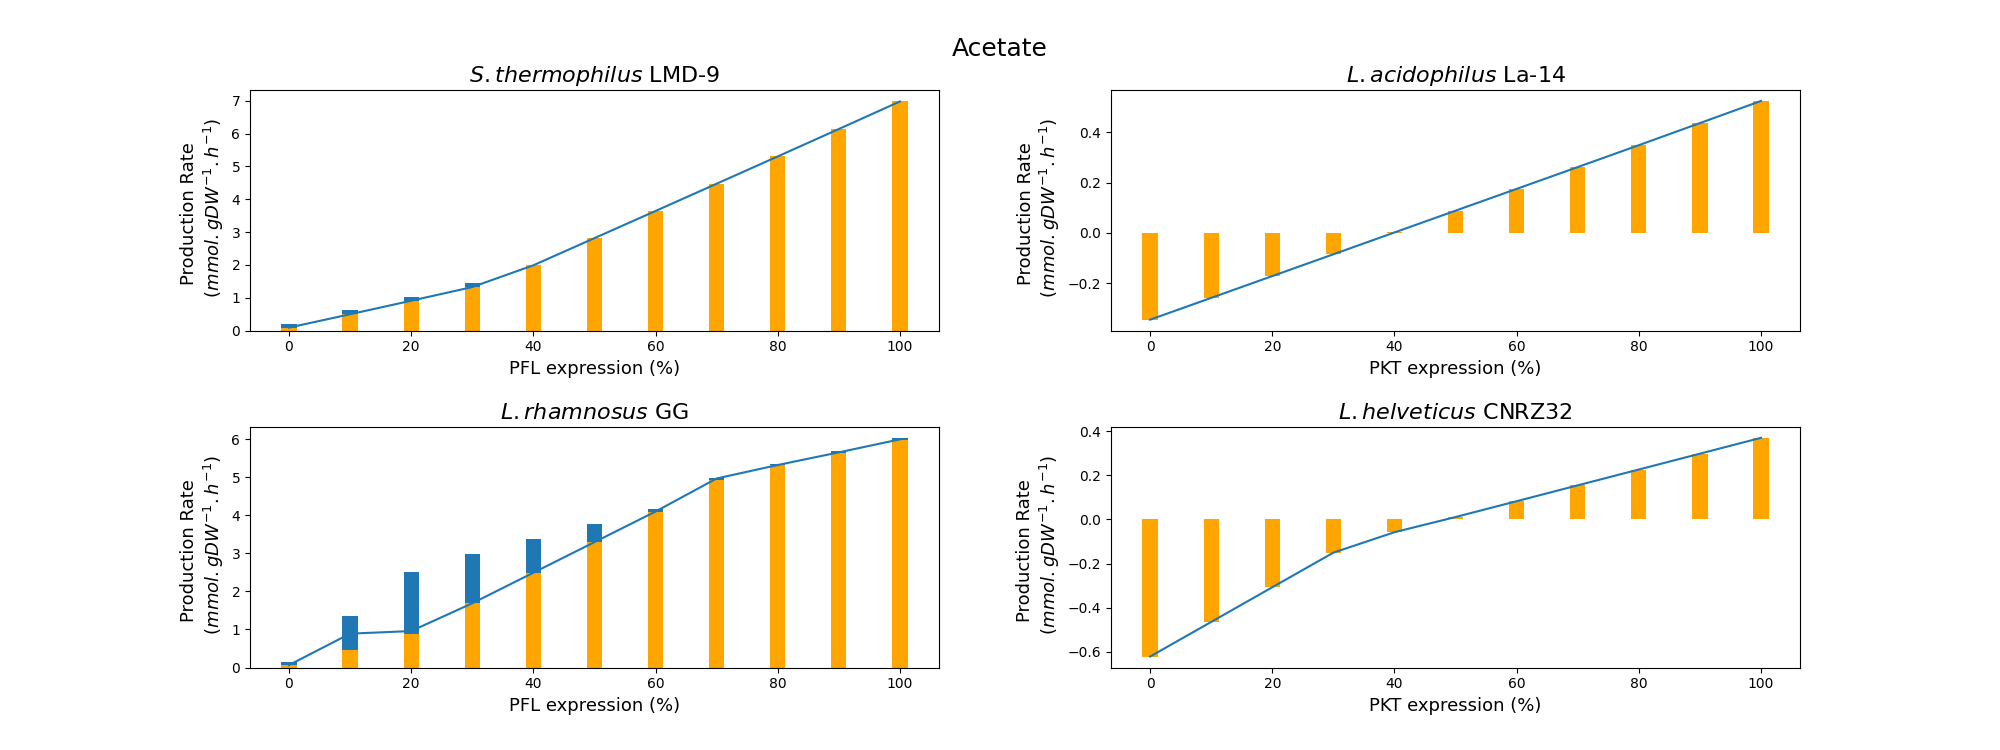 Acetate
S.thermophilus LMD-9
Production Rate
(mmol.gDW⁻¹.h⁻¹)
7
6
5
4
3
2
1
0
0 20 40 60 80 100
PFL expression (%)
L.acidophilus La-14
Production Rate
(mmol.gDW⁻¹.h⁻¹)
0.4
0.2
0.0
−0.2
0 20 40 60 80 100
PKT expression (%)
L.rhamnosus GG
Production Rate
(mmol.gDW⁻¹.h⁻¹)
6
5
4
3
2
1
0
0 20 40 60 80 100
PFL expression (%)
L.helveticus CNRZ32
Production Rate
(mmol.gDW⁻¹.h⁻¹)
0.4
0.2
0.0
−0.2
−0.4
−0.6
0 20 40 60 80 100
PKT expression (%)